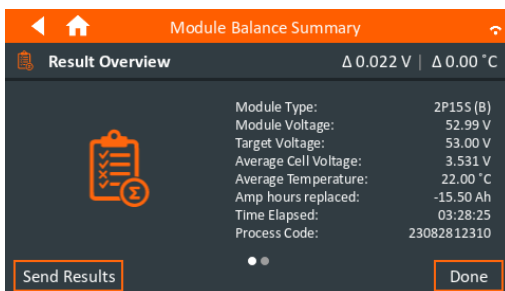 Module Balance Summary
Result Overview Δ 0.022 V | Δ 0.00 ˚C
Module Type: 2P15S (B)
Module Voltage: 52.99 V
Target Voltage: 53.00 V
Average Cell Voltage: 3.531 V
Average Temperature: 22.00 ˚C
Amp hours replaced: -15.50 Ah
Time Elapsed: 03:28:25
Process Code: 23082812310
Σ
Send Results Done